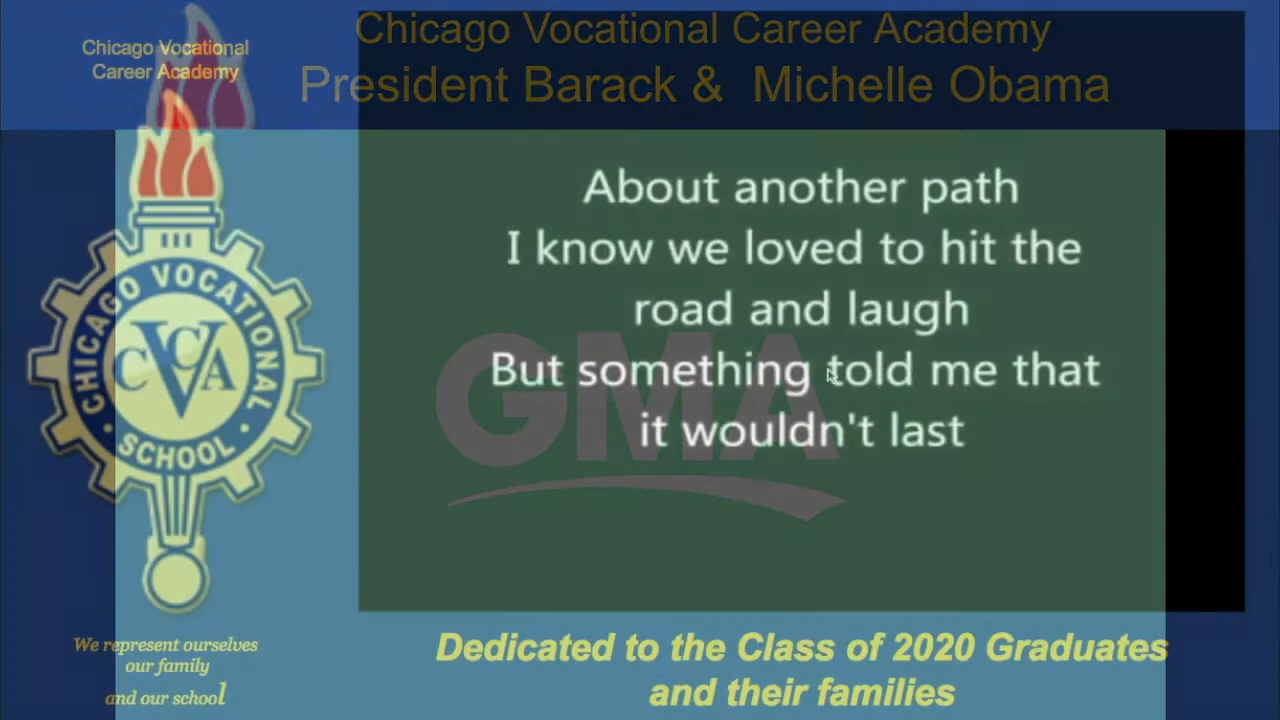 Chicago Vocational
Career Academy
Chicago Vocational Career Academy
President Barack & Michelle Obama
About another path
I know we loved to hit the
road and laugh
But something told me that
it wouldn't last
GMA
CHICAGO VOCATIONAL
CVCA
· SCHOOL ·
We represent ourselves
our family
and our school
Dedicated to the Class of 2020 Graduates
and their families